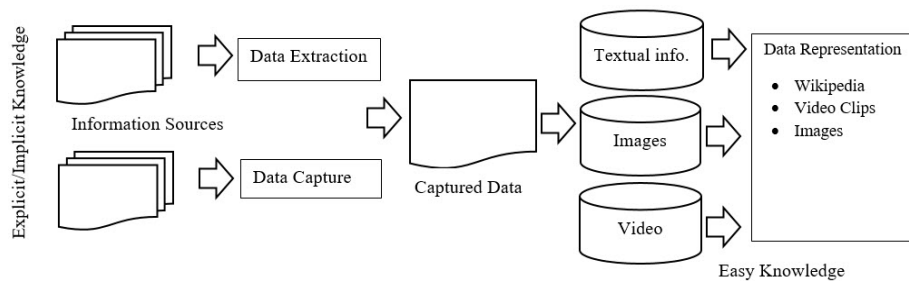 Explicit/Implicit Knowledge
Data Extraction
Information Sources
Data Capture
Captured Data
Textual info.
Images
Video
Data Representation
• Wikipedia
• Video Clips
• Images
Easy Knowledge